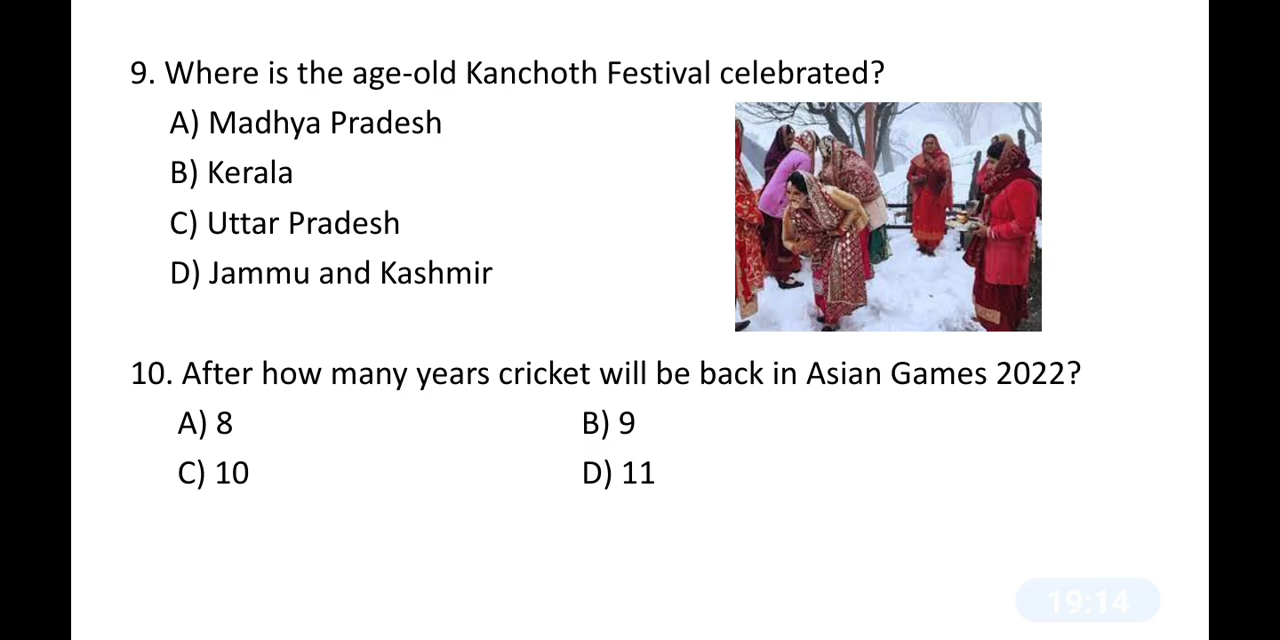 9. Where is the age-old Kanchoth Festival celebrated?
A) Madhya Pradesh
B) Kerala
C) Uttar Pradesh
D) Jammu and Kashmir
10. After how many years cricket will be back in Asian Games 2022?
A) 8 B) 9
C) 10 D) 11
19:14